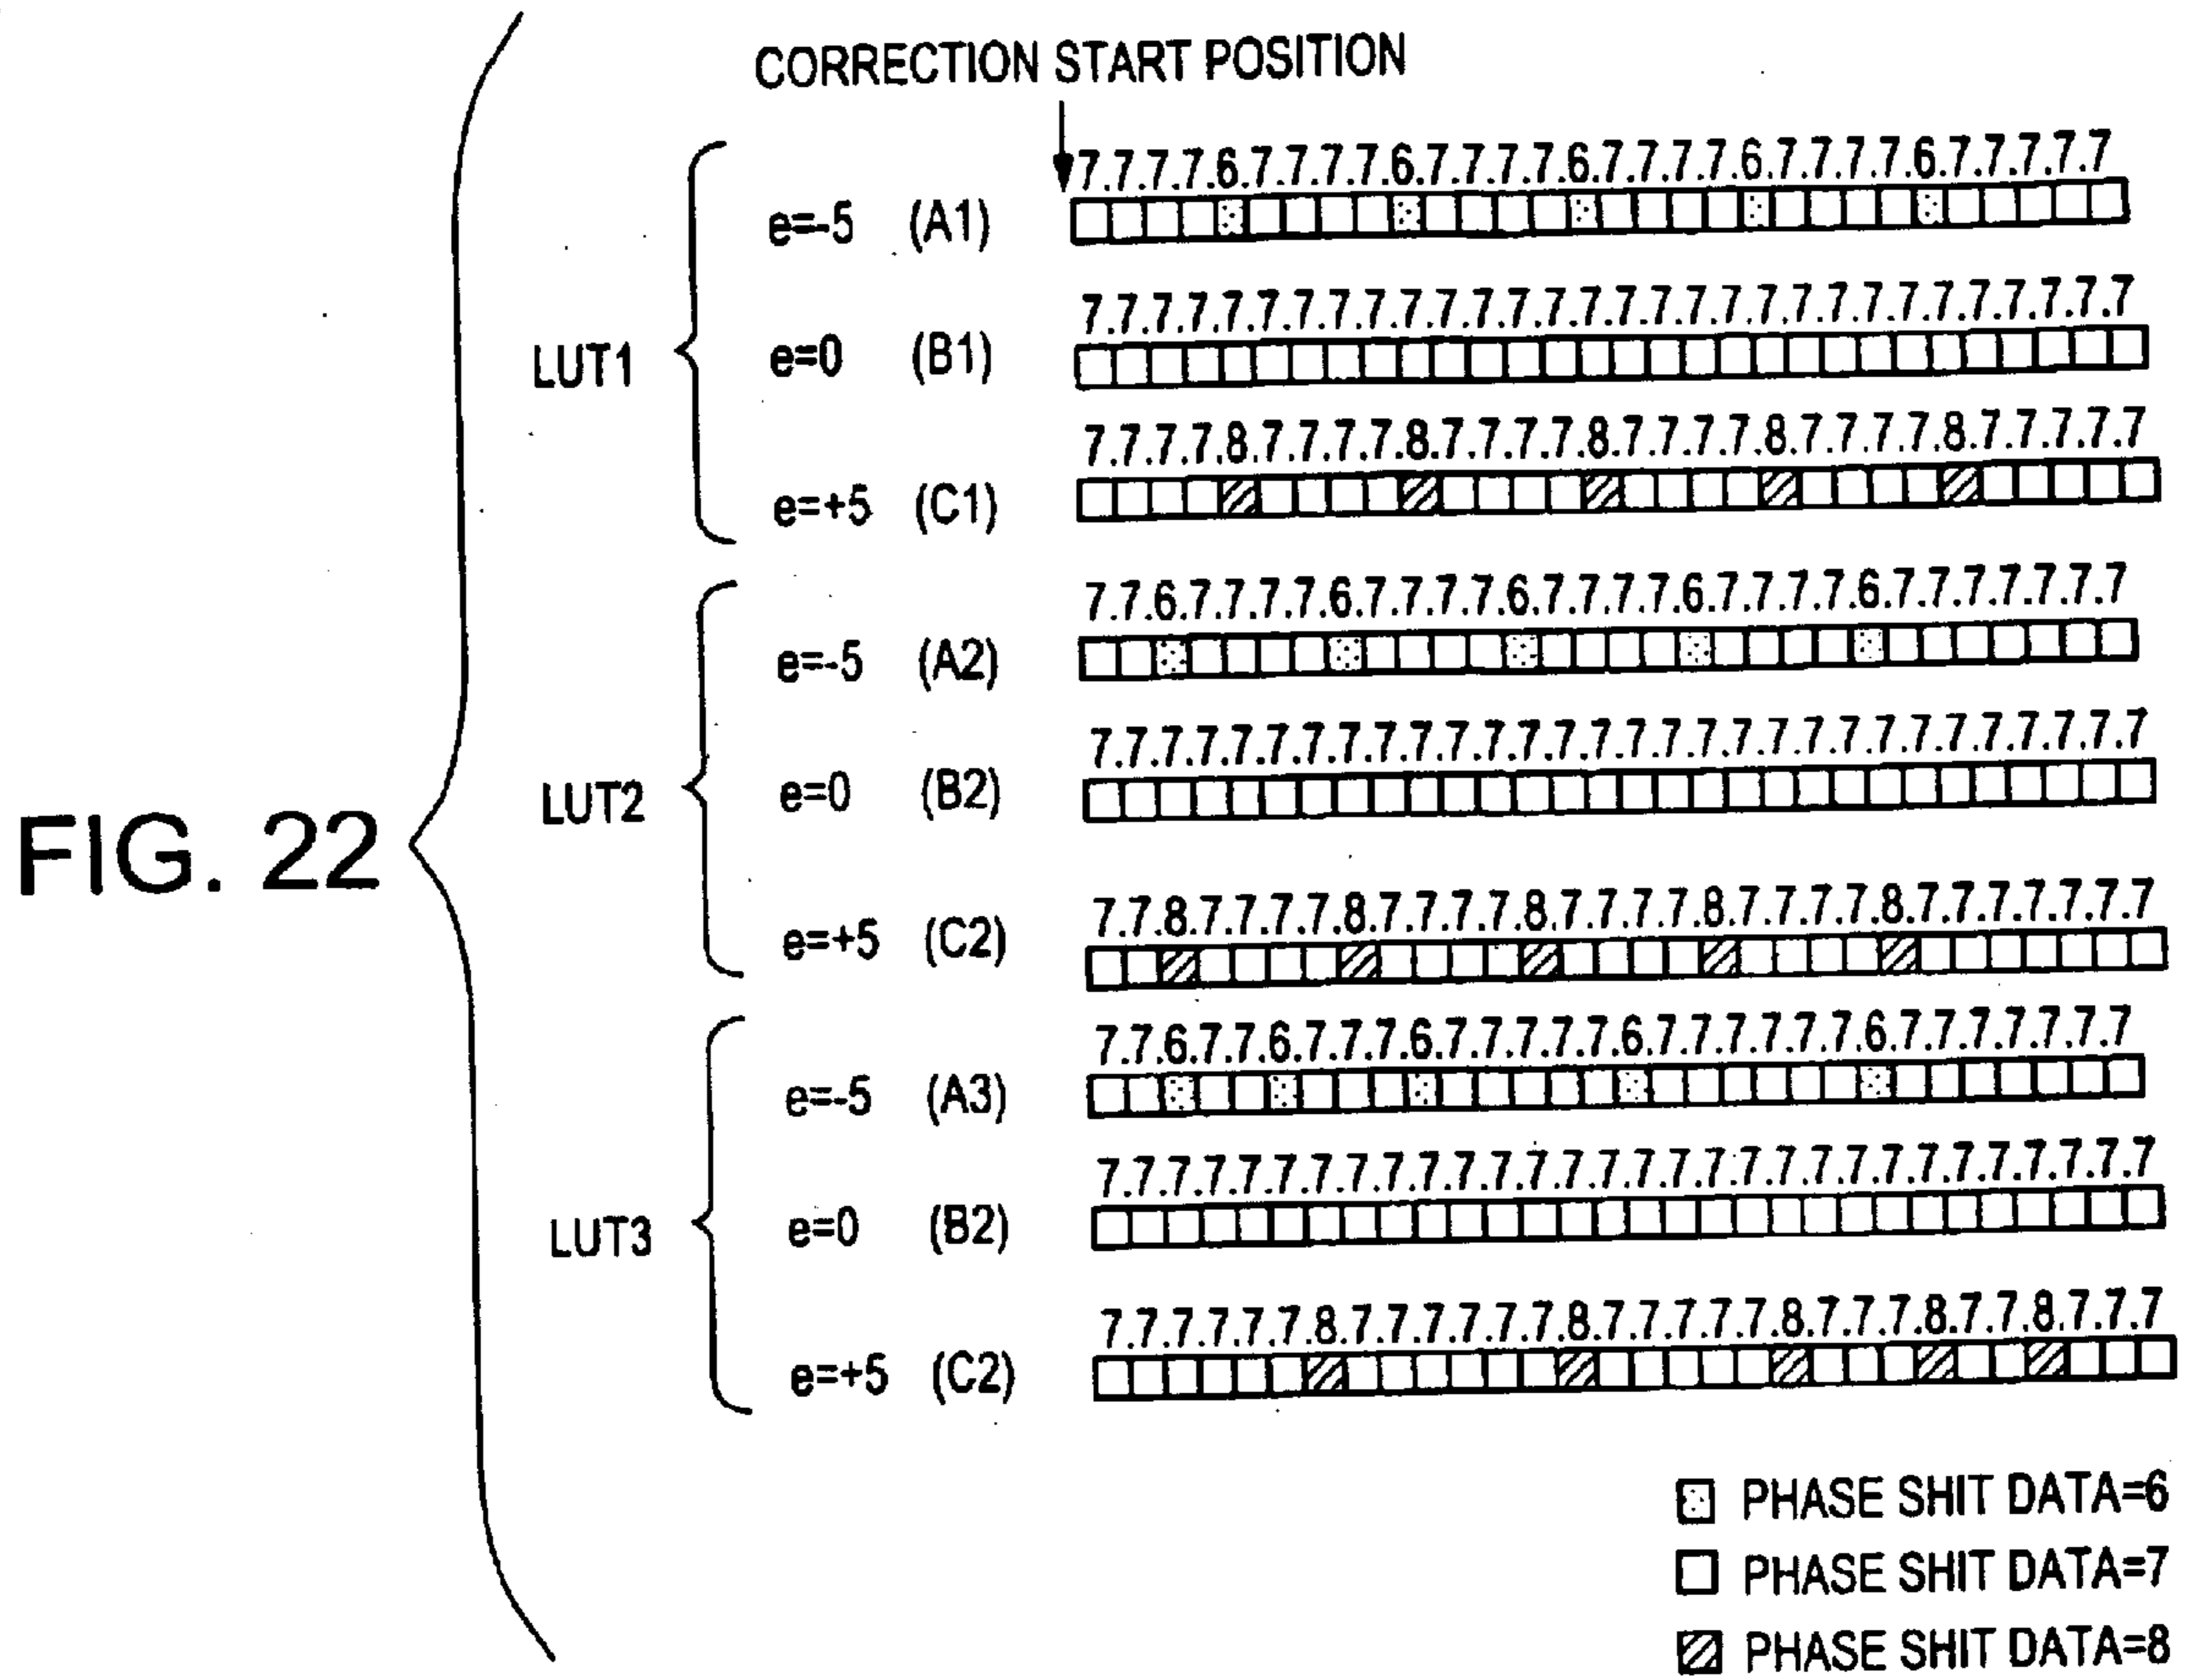 CORRECTION START POSITION
7.7.7.7.6.7.7.7.7.6.7.7.7.7.6.7.7.7.7.6.7.7.7.7.6.7.7.7.7.7
e=-5 (A1)
7.7.7.7.7.7.7.7.7.7.7.7.7.7.7.7.7.7.7.7.7.7.7.7.7.7.7.7.7.7
LUT1 e=0 (B1)
7.7.7.7.8.7.7.7.7.8.7.7.7.7.8.7.7.7.7.8.7.7.7.7.8.7.7.7.7.7
e=+5 (C1)
7.7.6.7.7.7.7.6.7.7.7.7.6.7.7.7.7.6.7.7.7.7.6.7.7.7.7.7.7.7
e=-5 (A2)
7.7.7.7.7.7.7.7.7.7.7.7.7.7.7.7.7.7.7.7.7.7.7.7.7.7.7.7.7.7
LUT2 e=0 (B2)
FIG. 22
7.7.8.7.7.7.7.8.7.7.7.7.8.7.7.7.7.8.7.7.7.7.8.7.7.7.7.7.7.7
e=+5 (C2)
7.7.6.7.7.6.7.7.7.6.7.7.7.7.7.6.7.7.7.7.7.7.6.7.7.7.7.7.7.7
e=-5 (A3)
7.7.7.7.7.7.7.7.7.7.7.7.7.7.7.7.7.7.7.7.7.7.7.7.7.7.7.7.7.7
LUT3 e=0 (B2)
7.7.7.7.7.7.8.7.7.7.7.7.7.8.7.7.7.7.7.8.7.7.7.8.7.7.8.7.7.7
e=+5 (C2)
PHASE SHIT DATA=6
PHASE SHIT DATA=7
PHASE SHIT DATA=8